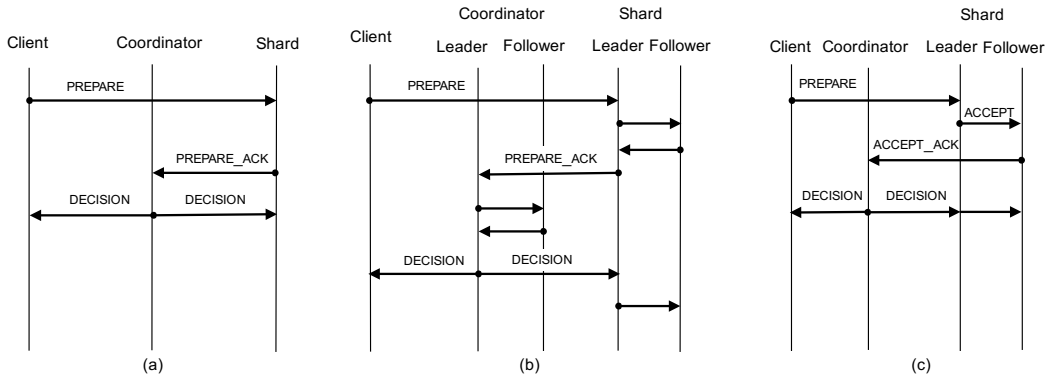 Client Coordinator Shard
PREPARE
PREPARE_ACK
DECISION DECISION
(a)
Coordinator Shard
Client Leader Follower Leader Follower
PREPARE
PREPARE_ACK
DECISION DECISION
(b)
Shard
Client Coordinator Leader Follower
PREPARE
ACCEPT
ACCEPT_ACK
DECISION DECISION
(c)